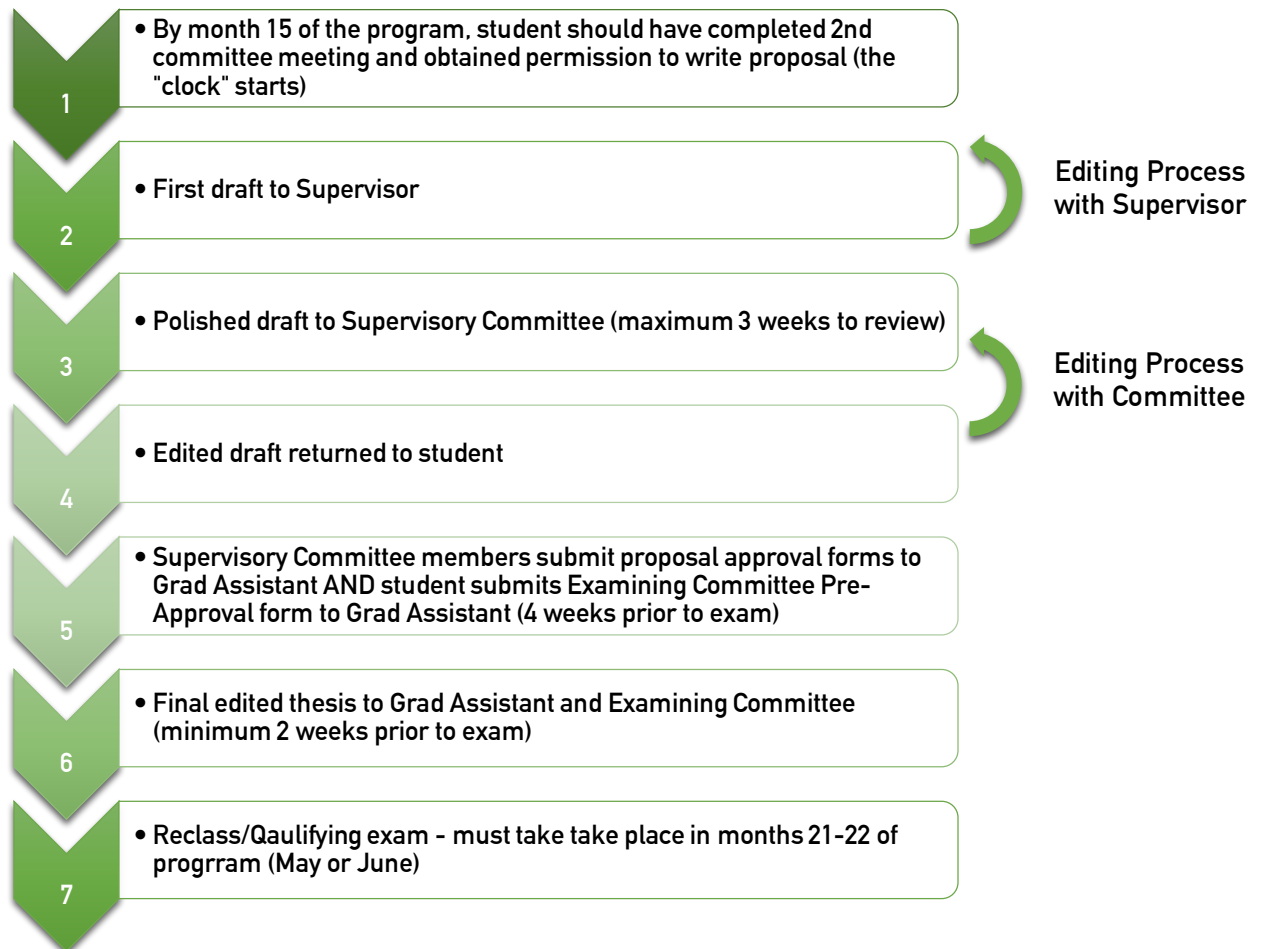 • By month 15 of the program, student should have completed 2nd
committee meeting and obtained permission to write proposal (the
"clock" starts)
1
• First draft to Supervisor
2
Editing Process
with Supervisor
• Polished draft to Supervisory Committee (maximum 3 weeks to review)
3
Editing Process
with Committee
• Edited draft returned to student
4
• Supervisory Committee members submit proposal approval forms to
Grad Assistant AND student submits Examining Committee Pre-
Approval form to Grad Assistant (4 weeks prior to exam)
5
• Final edited thesis to Grad Assistant and Examining Committee
(minimum 2 weeks prior to exam)
6
• Reclass/Qaulifying exam - must take take place in months 21-22 of
progrram (May or June)
7